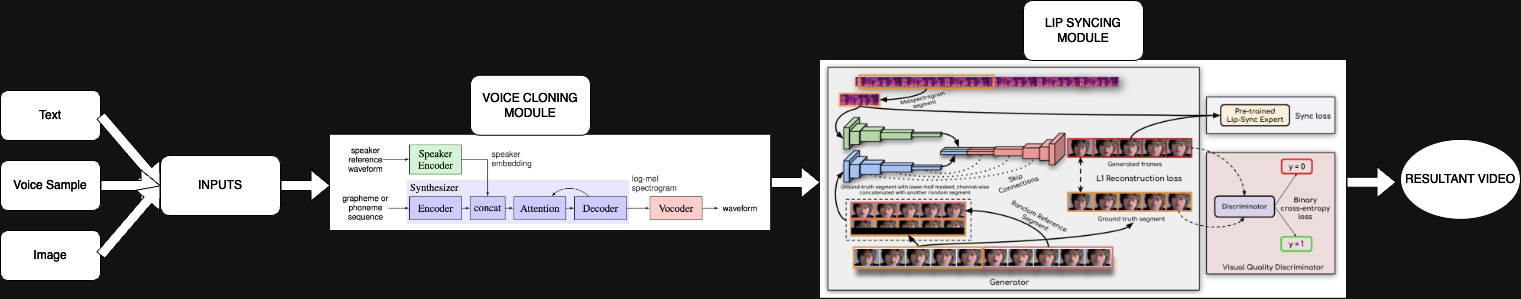 Text
Voice Sample
Image
INPUTS
VOICE CLONING
MODULE
speaker
reference
waveform
Speaker
Encoder
speaker
embedding
Synthesizer
log-mel
spectrogram
grapheme or
phoneme
sequence
Encoder
concat
Attention
Decoder
Vocoder
waveform
LIP SYNCING
MODULE
Melspectrogram
segment
Pre-trained
Lip-Sync Expert
Sync loss
Generated frames
L1 Reconstruction loss
Ground truth segment
Skip
Connections
Ground-truth segment with lower-half masked, channel-wise
concatenated with another random segment
Random Reference
Segment
Generator
y = 0
Discriminator
Binary
cross-entropy
loss
y = 1
Visual Quality Discriminator
RESULTANT VIDEO